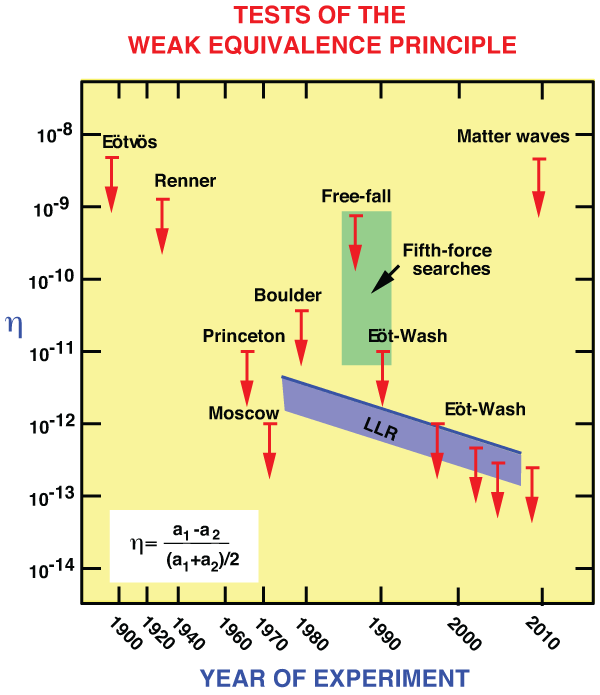 TESTS OF THE
WEAK EQUIVALENCE PRINCIPLE
10-8
Eötvös
Matter waves
Renner
10-9
Free-fall
Fifth-force
searches
10-10
Boulder
η
Princeton
Eöt-Wash
10-11
Moscow
Eöt-Wash
10-12
LLR
10-13
η= a1-a2
(a1+a2)/2
10-14
1900 1920 1940 1960 1970 1980 1990 2000 2010
YEAR OF EXPERIMENT